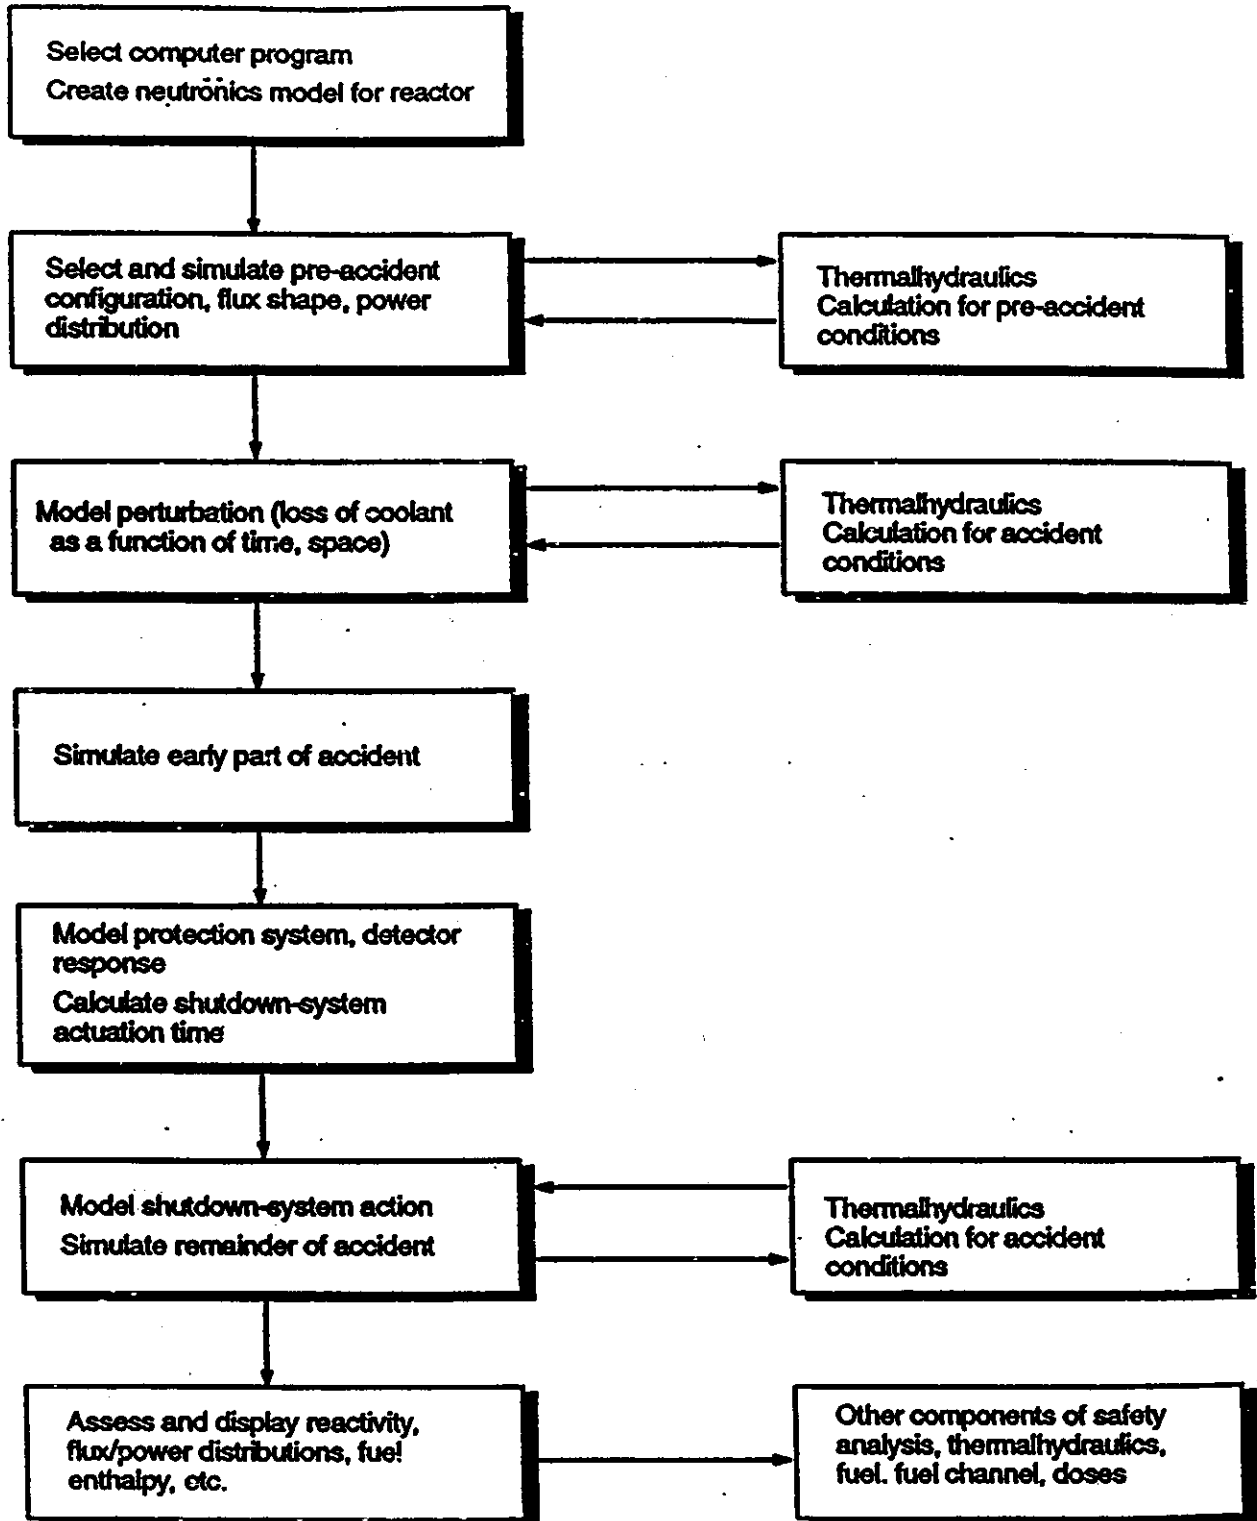 Select computer program
Create neutronics model for reactor
Select and simulate pre-accident
configuration, flux shape, power
distribution
Thermalhydraulics
Calculation for pre-accident
conditions
Model perturbation (loss of coolant
as a function of time, space)
Thermalhydraulics
Calculation for accident
conditions
Simulate early part of accident
Model protection system, detector
response
Calculate shutdown-system
actuation time
Model shutdown-system action
Simulate remainder of accident
Thermalhydraulics
Calculation for accident
conditions
Assess and display reactivity,
flux/power distributions, fuel
enthalpy, etc.
Other components of safety
analysis, thermalhydraulics,
fuel. fuel channel, doses